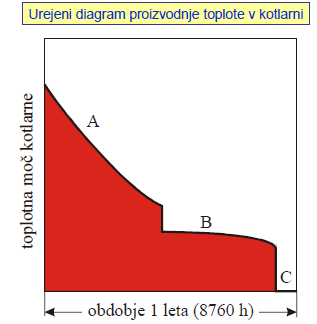 Urejeni diagram proizvodnje toplote v kotlarni
toplotna moč kotlarne
A
B
C
obdobje 1 leta (8760 h)